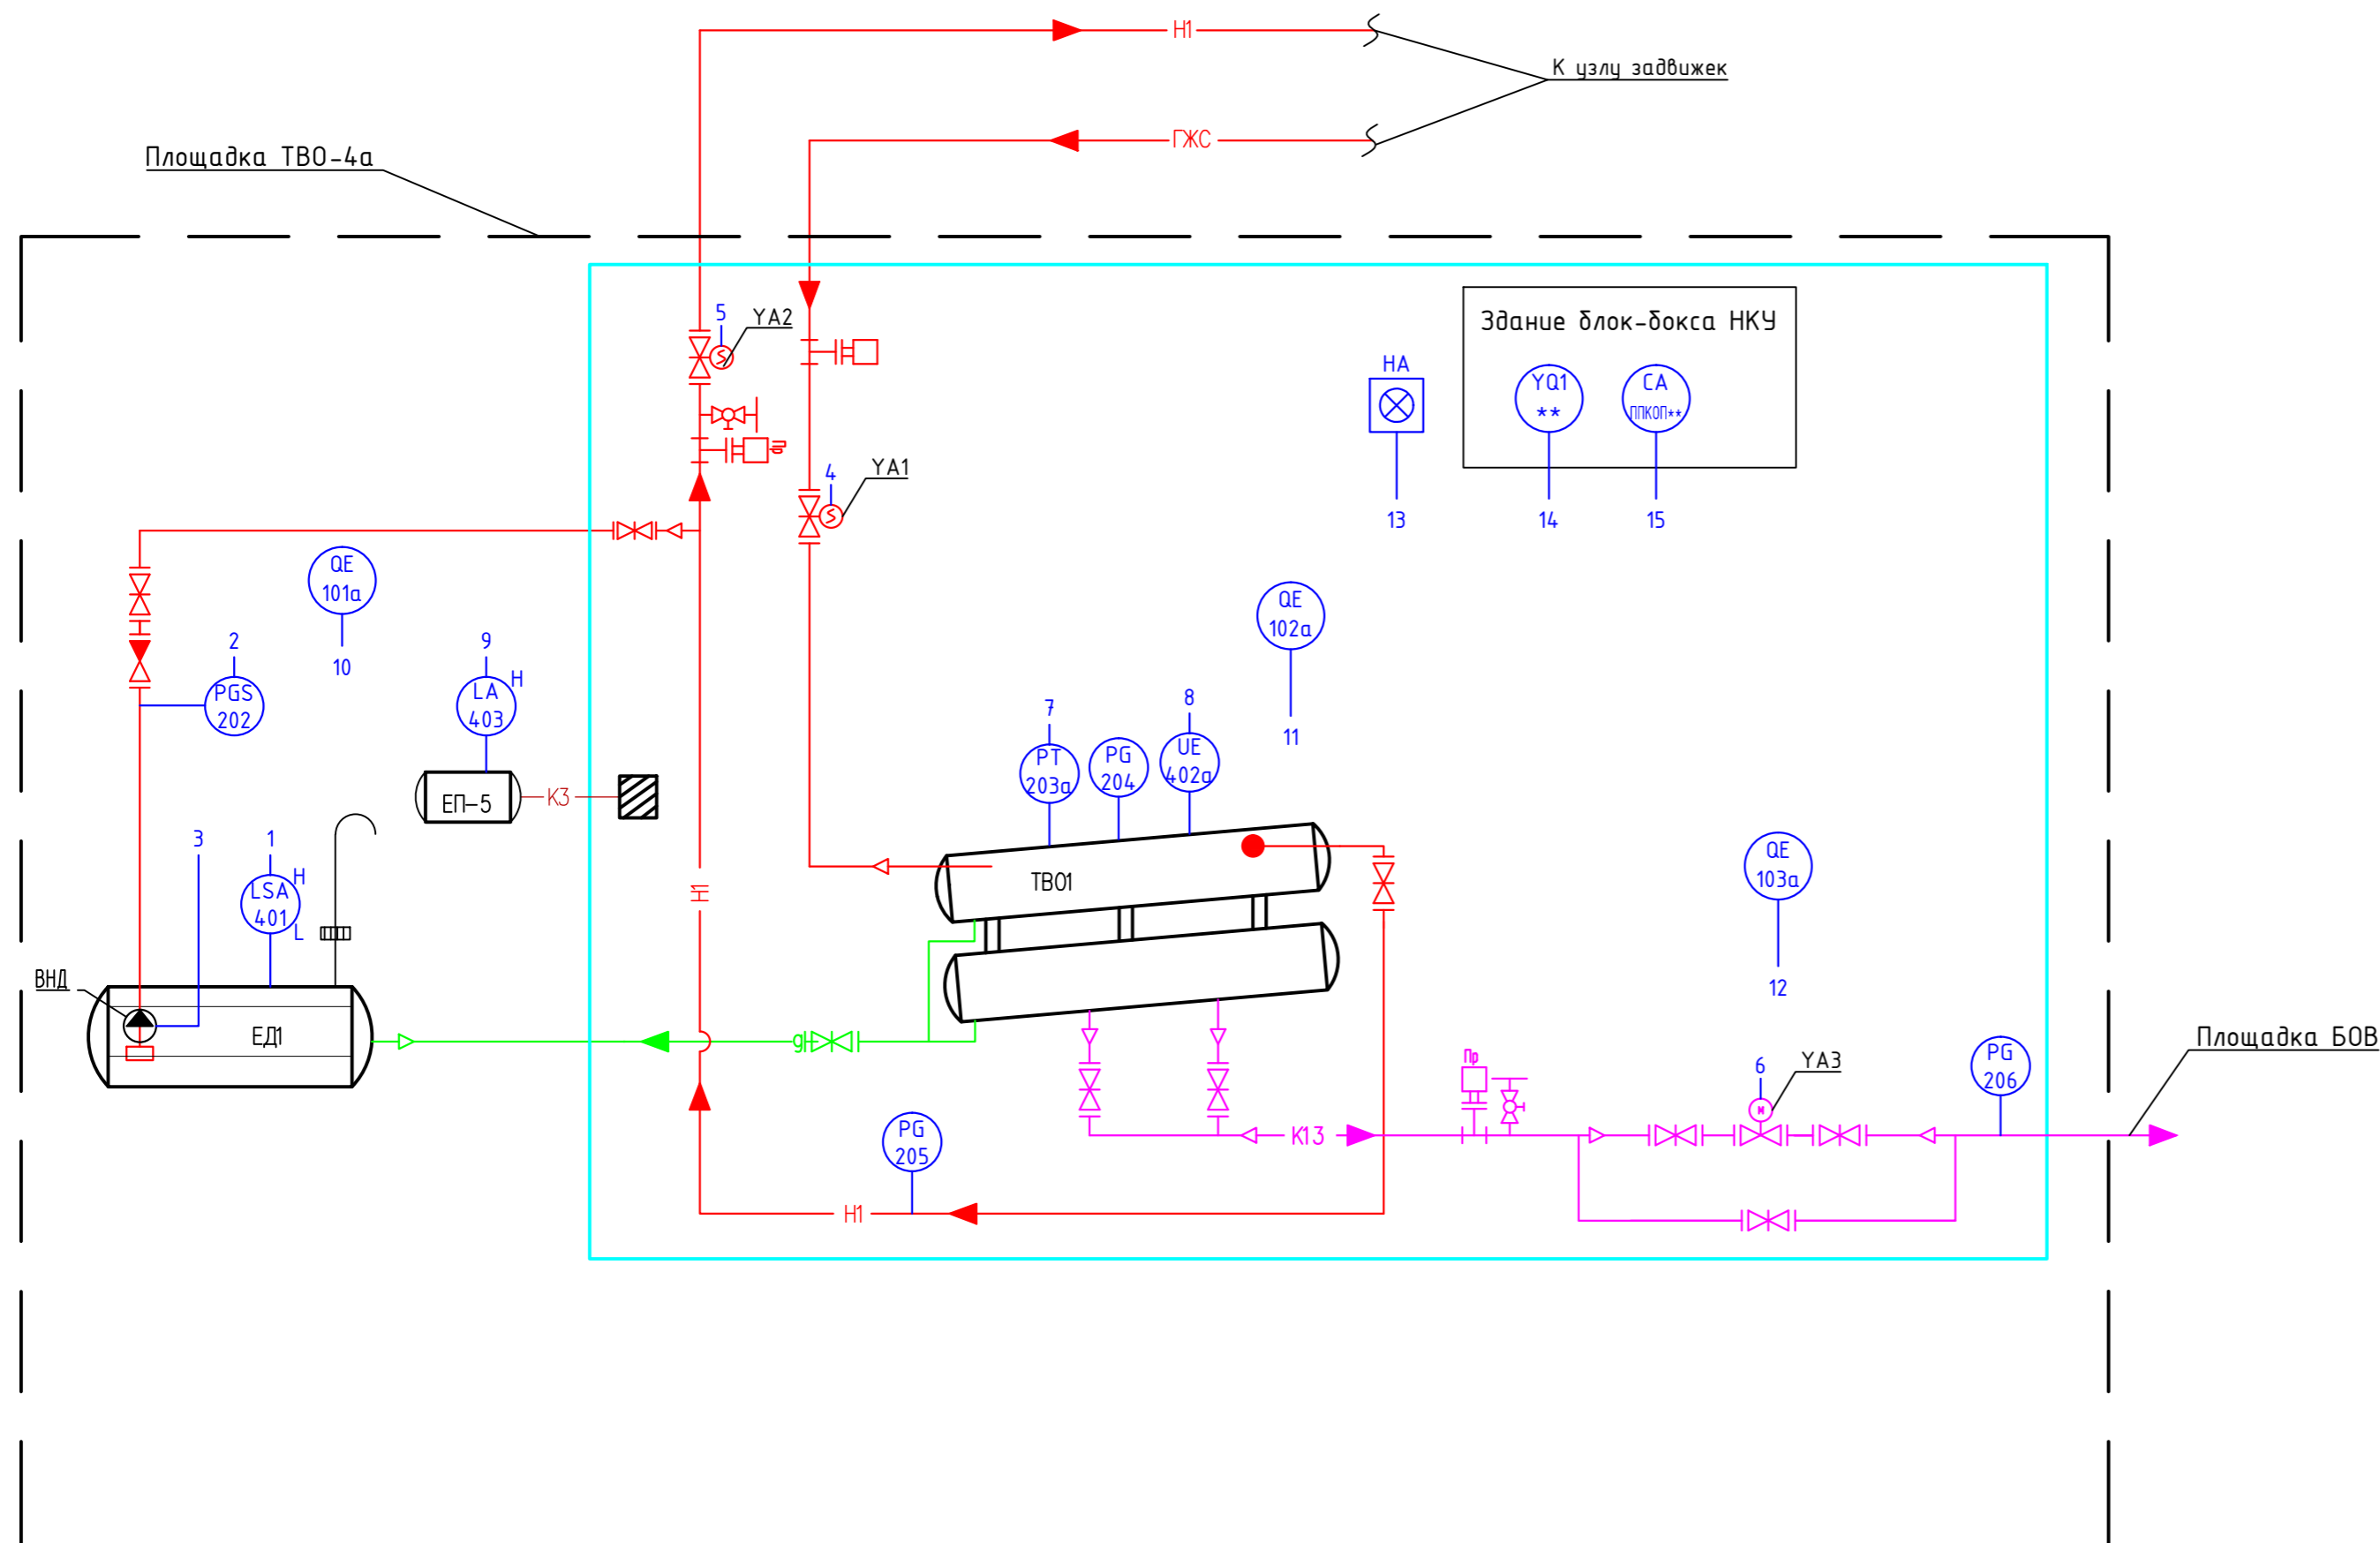 Н1
К узлу задвижек
ГЖС
Площадка ТВО-4а
Здание блок-бокса НКУ
5
YA2
HA
YQ1
**
CA
ППКОП**
Пр
4
YA1
13
14
15
QE
101а
10
QE
102а
11
2
PGS
202
9
LA
403
H
7
PT
203а
PG
204
8
UE
402а
ЕП-5
К3
3
1
LSA
401
H
L
Н1
ТВО1
QE
103а
12
ВНД
ЕД1
g
Пр
6
YA3
PG
206
Площадка БОВ
PG
205
К13
Н1